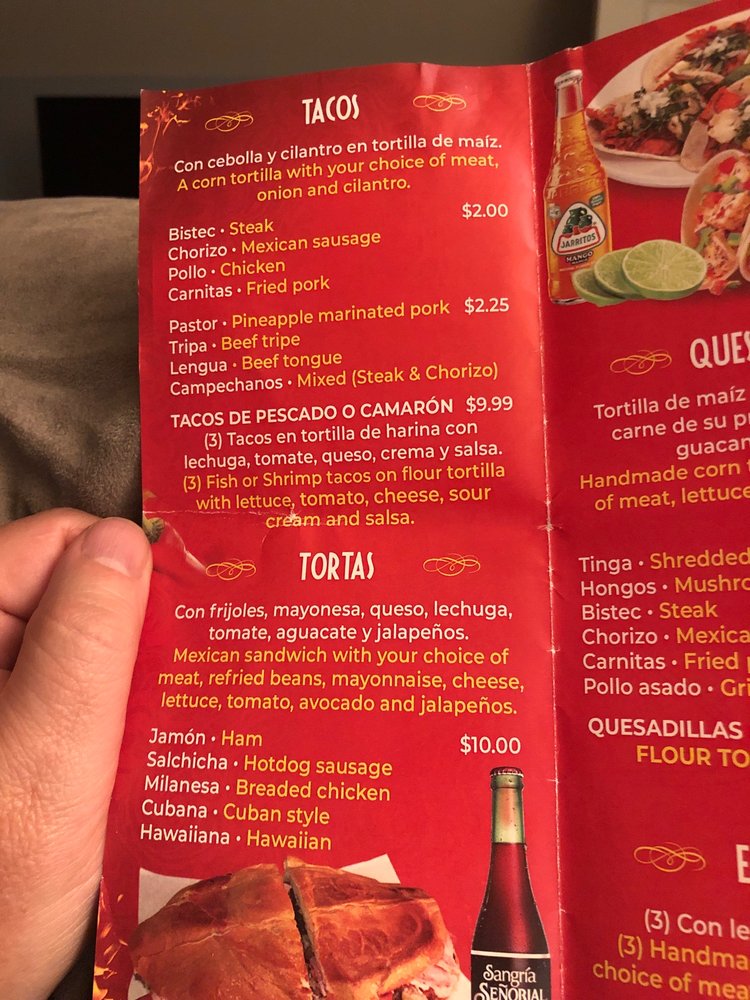 TACOS
Con cebolla y cilantro en tortilla de maíz.
A corn tortilla with your choice of meat,
onion and cilantro.
$2.00
Bistec • Steak
Chorizo • Mexican sausage
Pollo • Chicken
Carnitas • Fried pork
Pastor • Pineapple marinated pork $2.25
Tripa • Beef tripe
Lengua • Beef tongue
Campechanos • Mixed (Steak & Chorizo)
TACOS DE PESCADO O CAMARÓN $9.99
(3) Tacos en tortilla de harina con
lechuga, tomate, queso, crema y salsa.
(3) Fish or Shrimp tacos on flour tortilla
with lettuce, tomato, cheese, sour
cream and salsa.
TORTAS
Con frijoles, mayonesa, queso, lechuga,
tomate, aguacate y jalapeños.
Mexican sandwich with your choice of
meat, refried beans, mayonnaise, cheese,
lettuce, tomato, avocado and jalapeños.
Jamón • Ham $10.00
Salchicha • Hotdog sausage
Milanesa • Breaded chicken
Cubana • Cuban style
Hawaiiana • Hawaiian
Sangría
SEÑORIAL
JARRITOS
MANGO
QUES
Tortilla de maíz
carne de su p
guacam
Handmade corn
of meat, lettuce
Tinga • Shredded
Hongos • Mushro
Bistec • Steak
Chorizo • Mexica
Carnitas • Fried
Pollo asado • Gri
QUESADILLAS
FLOUR TO
E
(3) Con le
(3) Handma
choice of mea